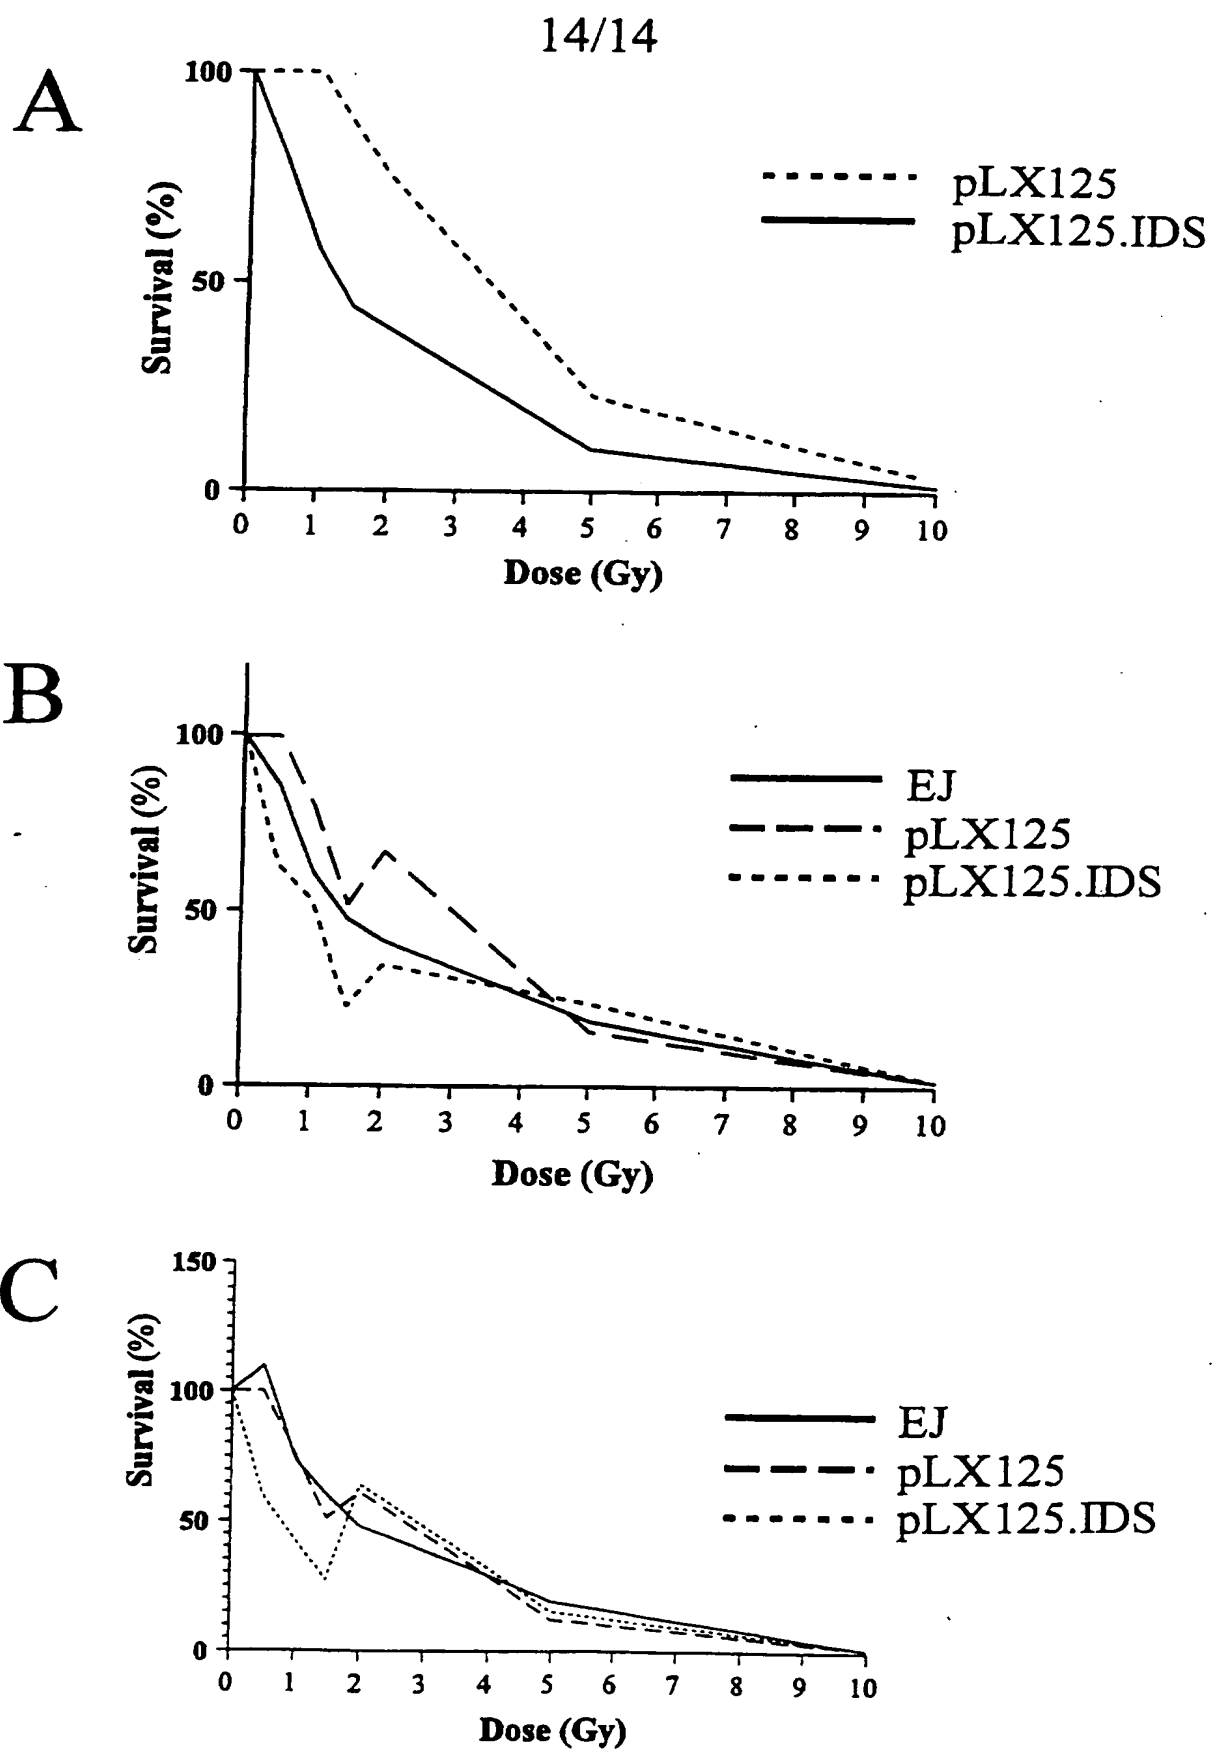 14/14
A
100
50
0
Survival (%)
0 1 2 3 4 5 6 7 8 9 10
Dose (Gy)
pLX125
pLX125.IDS
B
100
50
0
Survival (%)
0 1 2 3 4 5 6 7 8 9 10
Dose (Gy)
EJ
pLX125
pLX125.IDS
C
150
100
50
0
Survival (%)
0 1 2 3 4 5 6 7 8 9 10
Dose (Gy)
EJ
pLX125
pLX125.IDS